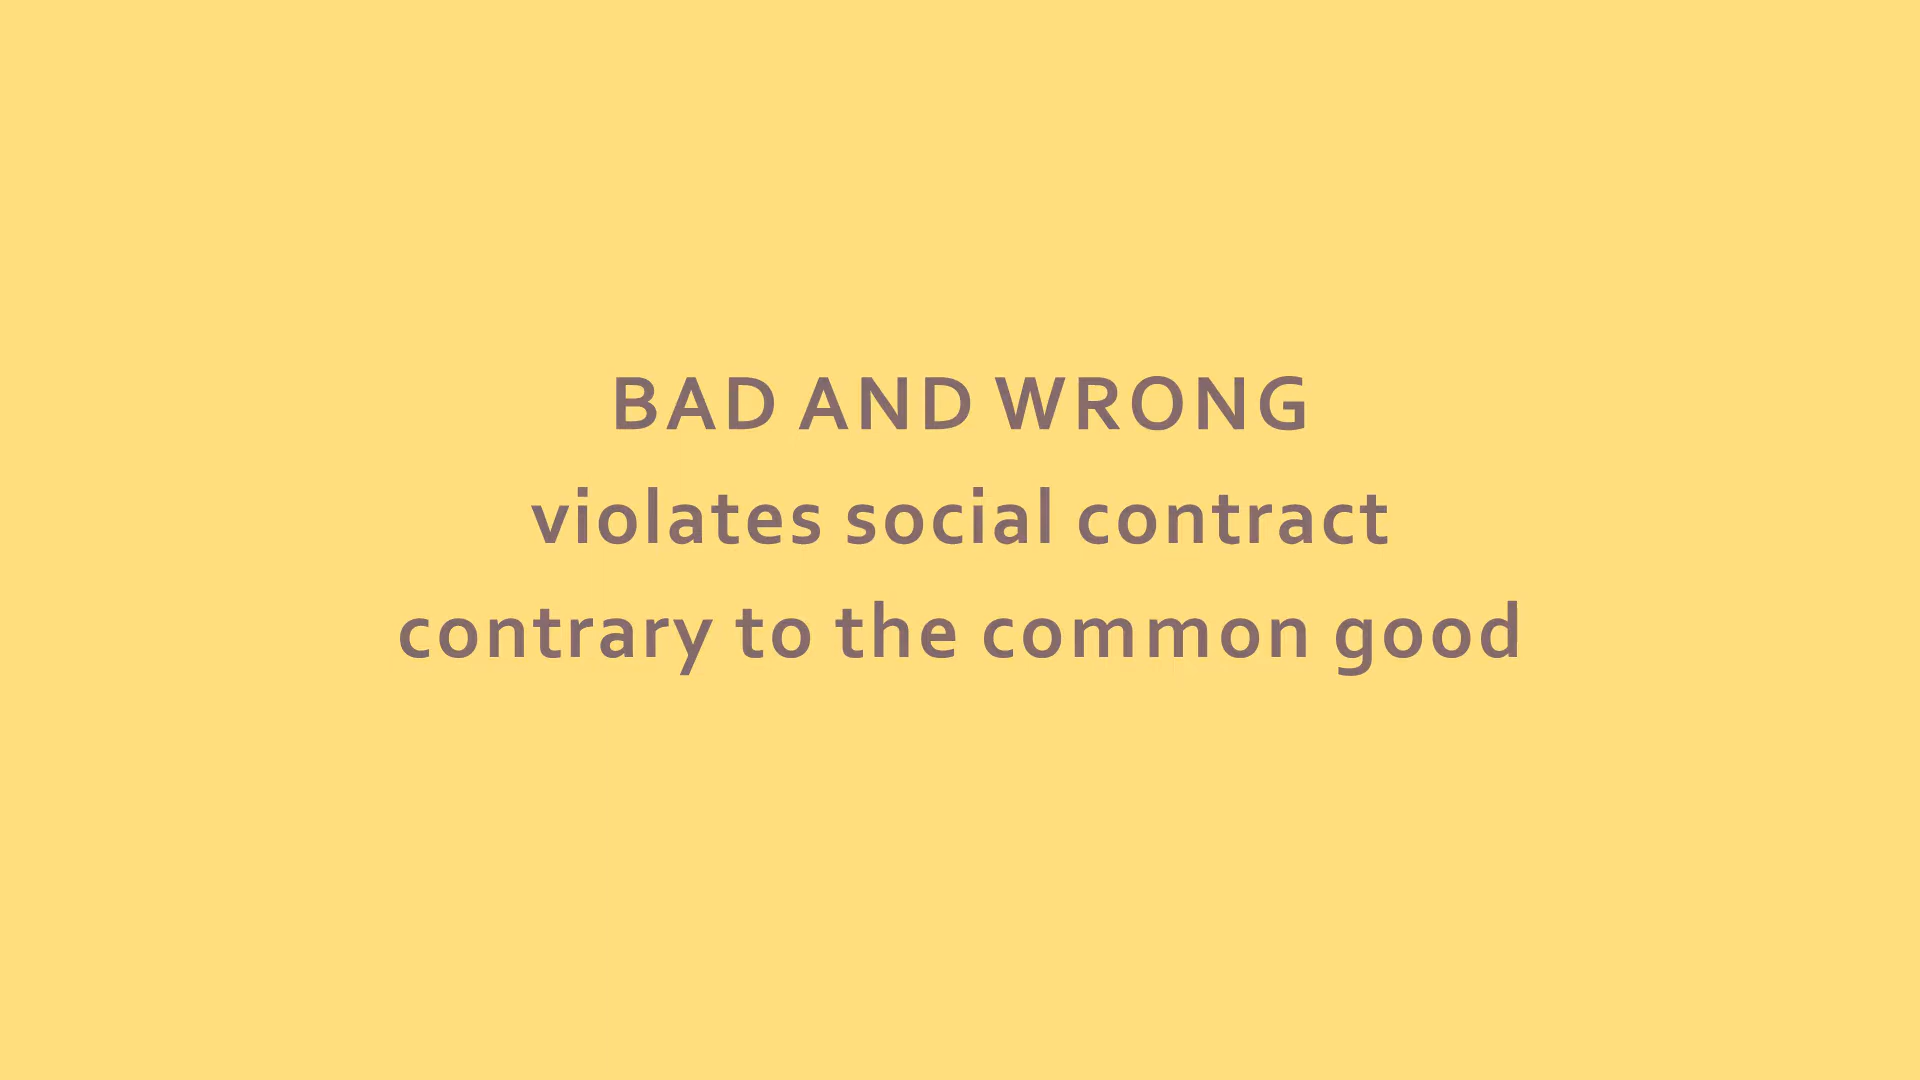 BAD AND WRONG
violates social contract
contrary to the common good